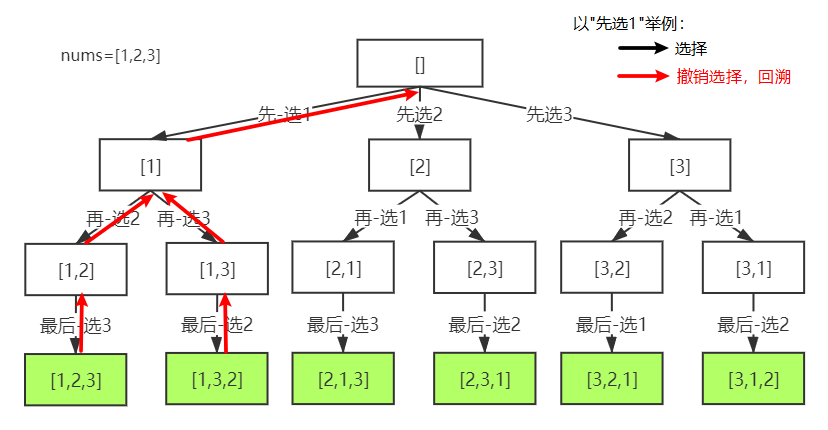 以"先选1"举例：
nums=[1,2,3]
选择
撤销选择，回溯
[]
先-选1
先选2
先选3
[1]
[2]
[3]
再-选2
再-选3
再-选1
再-选3
再-选2
再-选1
[1,2]
[1,3]
[2,1]
[2,3]
[3,2]
[3,1]
最后-选3
最后-选2
最后-选3
最后-选2
最后-选1
最后-选2
[1,2,3]
[1,3,2]
[2,1,3]
[2,3,1]
[3,2,1]
[3,1,2]